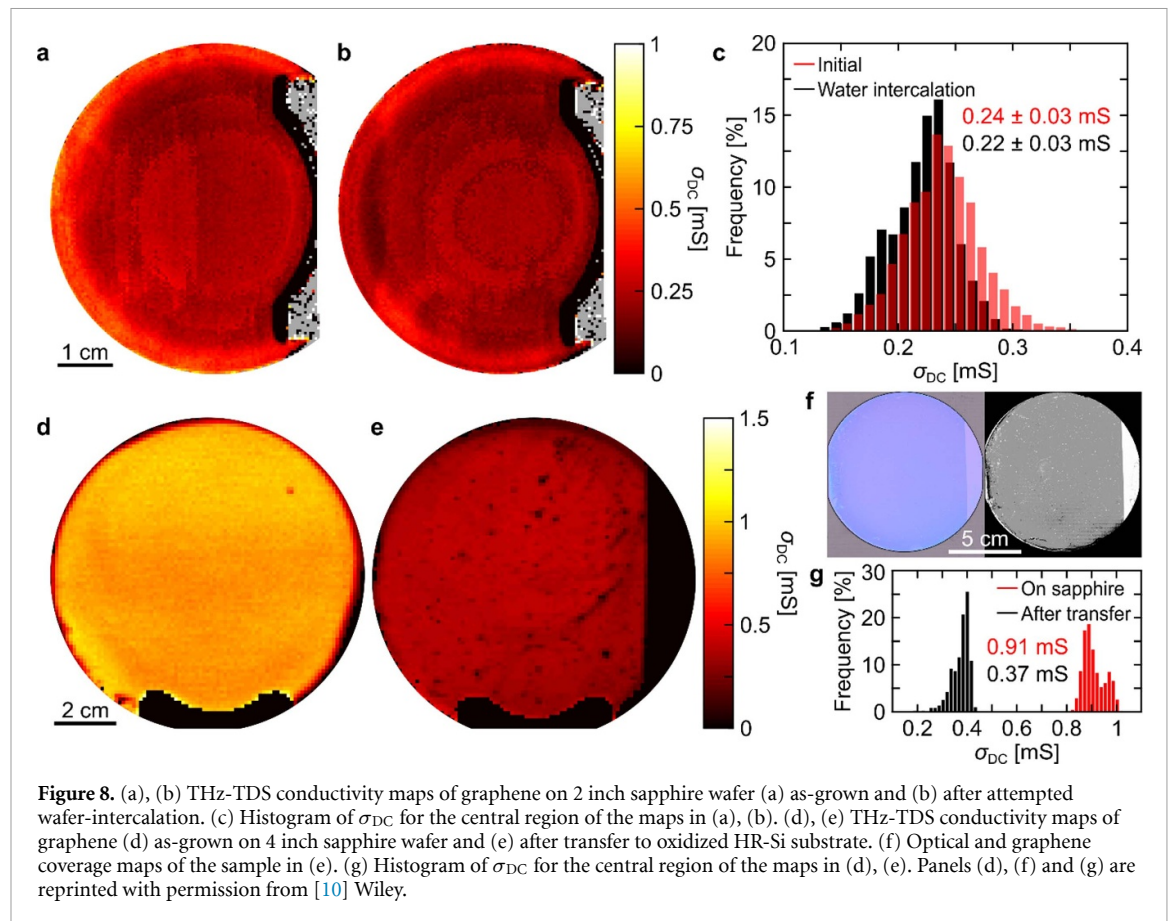 a
b
1
0.75
0.5
0.25
0
σDC [mS]
1 cm
c
20
15
10
5
0
Frequency [%]
Initial
Water intercalation
0.24 ± 0.03 mS
0.22 ± 0.03 mS
0.1 0.2 0.3 0.4
σDC [mS]
d
e
1.5
1
0.5
0
σDC [mS]
2 cm
f
5 cm
g
30
20
10
0
Frequency [%]
On sapphire
After transfer
0.91 mS
0.37 mS
0.2 0.4 0.6 0.8 1
σDC [mS]
Figure 8. (a), (b) THz-TDS conductivity maps of graphene on 2 inch sapphire wafer (a) as-grown and (b) after attempted
wafer-intercalation. (c) Histogram of σDC for the central region of the maps in (a), (b). (d), (e) THz-TDS conductivity maps of
graphene (d) as-grown on 4 inch sapphire wafer and (e) after transfer to oxidized HR-Si substrate. (f) Optical and graphene
coverage maps of the sample in (e). (g) Histogram of σDC for the central region of the maps in (d), (e). Panels (d), (f) and (g) are
reprinted with permission from [10] Wiley.